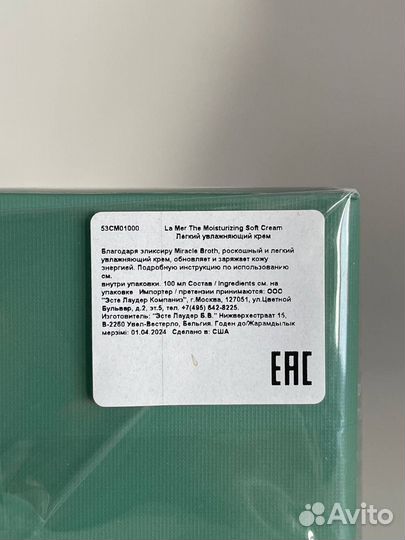 53CM01000 La Mer The Moisturizing Soft Cream
Легкий увлажняющий крем
Благодаря эликсиру Miracle Broth, роскошный и легкий
увлажняющий крем, обновляет и заряжает кожу
энергией. Подробную инструкцию по использованию
см.
внутри упаковки. 100 мл Состав / Ingredients см. на
упаковке Импортер / претензии принимаются: ООО
"Эсте Лаудер Компаниз", г.Москва, 127051, ул.Цветной
Бульвар, д.2, эт.5, тел. +7(495) 642-8225.
Изготовитель: "Эсте Лаудер Б.В." Нижверхестраат 15,
B-2260 Увел-Вестерло, Бельгия. Годен до/Жарамдылык
мерзімі: 01.04.2024 Сделано в: США
EAC
Avito